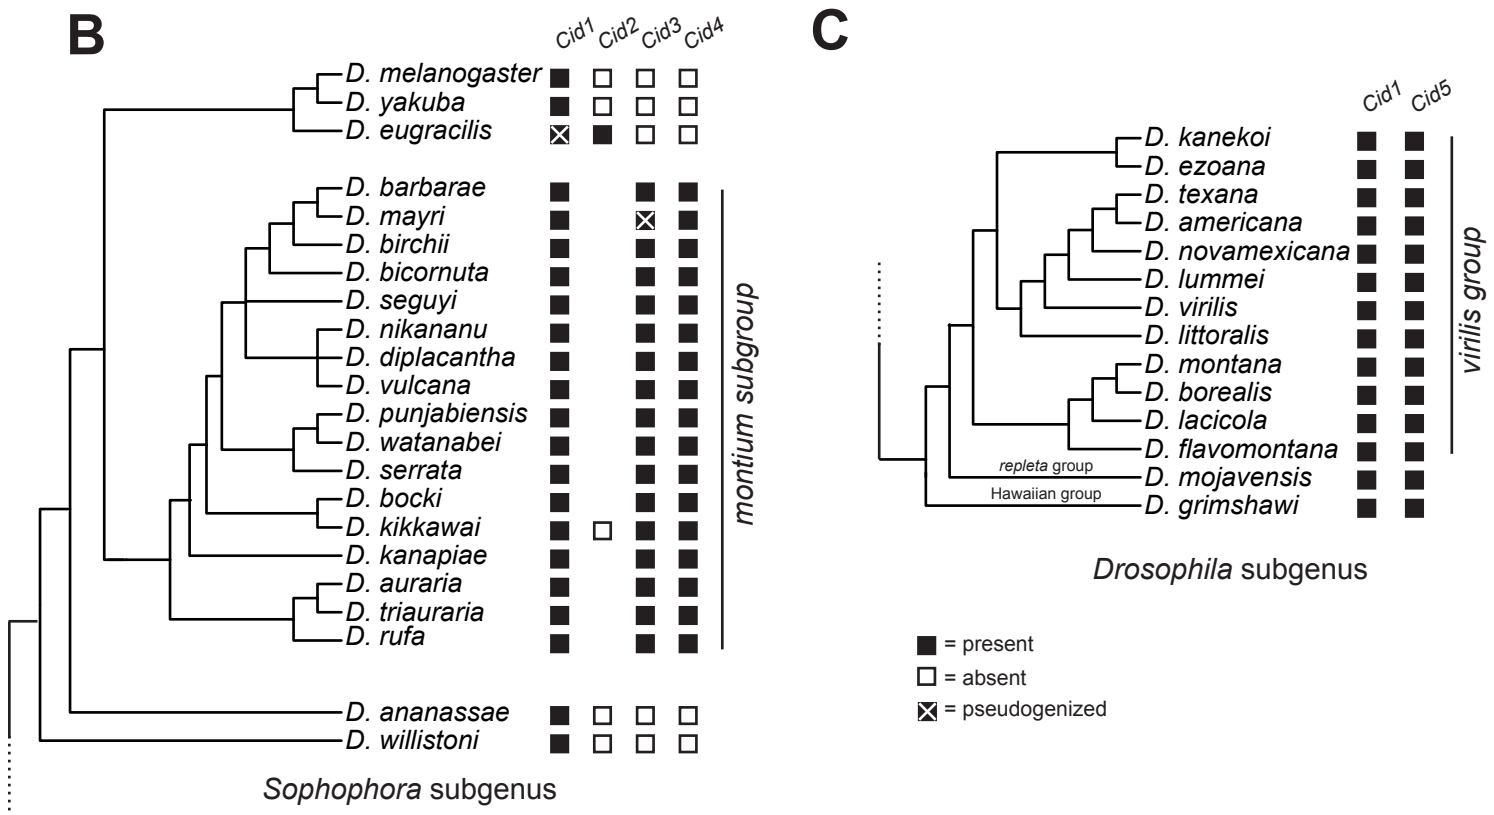 B
Cid1 Cid2 Cid3 Cid4
D. melanogaster
D. yakuba
D. eugracilis
D. barbarae
D. mayri
D. birchii
D. bicornuta
D. seguyi
D. nikananu
D. diplacantha
D. vulcana
D. punjabiensis
D. watanabei
D. serrata
D. bocki
D. kikkawai
D. kanapiae
D. auraria
D. triauraria
D. rufa
montium subgroup
D. ananassae
D. willistoni
Sophophora subgenus
C
Cid1 Cid5
D. kanekoi
D. ezoana
D. texana
D. americana
D. novamexicana
D. lummei
D. virilis
D. littoralis
D. montana
D. borealis
D. lacicola
D. flavomontana
repleta group
D. mojavensis
Hawaiian group
D. grimshawi
virilis group
Drosophila subgenus
= present
= absent
= pseudogenized